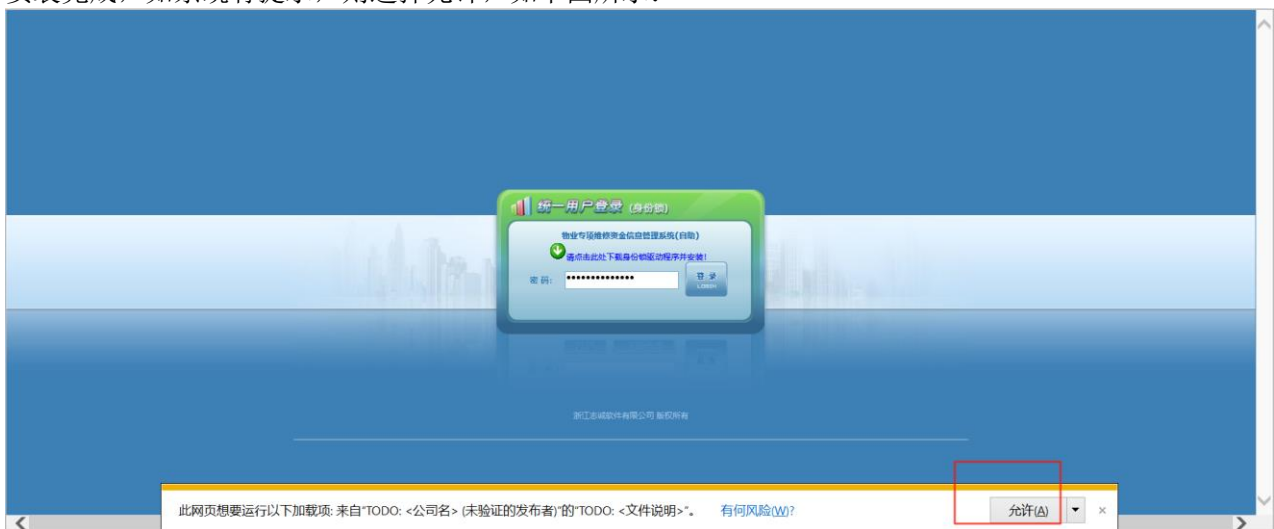 安装完成，如系统有提示，则选择允许，如下图所示：
统一用户登录 (身份锁)
物业专项维修资金信息管理系统(自助)
请点击此处下载身份锁驱动程序并安装!
密 码:
登 录
LOGIN
浙江志诚软件有限公司 版权所有
此网页想要运行以下加载项: 来自"TODO: <公司名> (未验证的发布者)"的"TODO: <文件说明>"。 有何风险(W)? 允许(A)